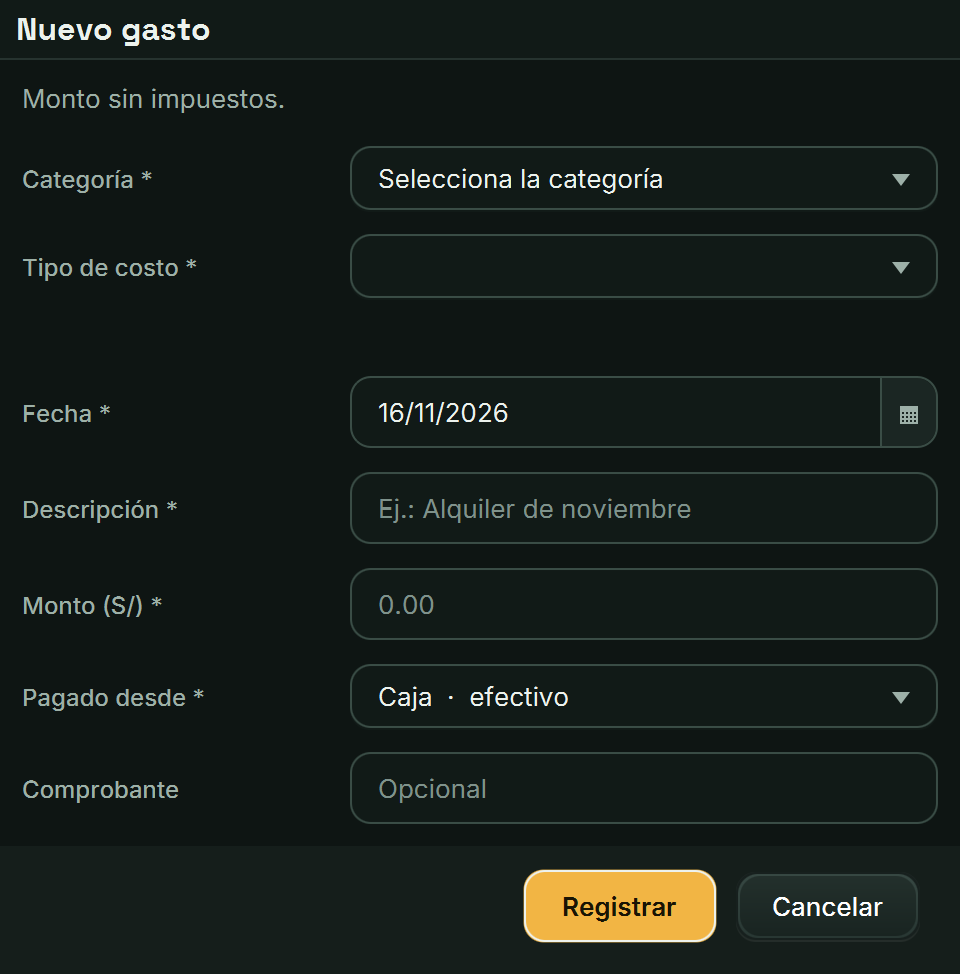 Nuevo gasto
Monto sin impuestos.
Categoría * Selecciona la categoría
Tipo de costo *
Fecha * 16/11/2026
Descripción * Ej.: Alquiler de noviembre
Monto (S/) * 0.00
Pagado desde * Caja · efectivo
Comprobante Opcional
Registrar Cancelar